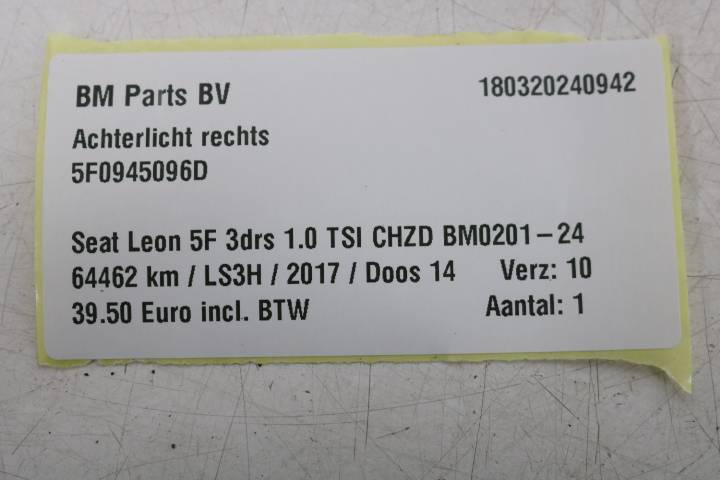 BM Parts BV 180320240942
Achterlicht rechts
5F0945096D
Seat Leon 5F 3drs 1.0 TSI CHZD BM0201-24
64462 km / LS3H / 2017 / Doos 14 Verz: 10
39.50 Euro incl. BTW Aantal: 1